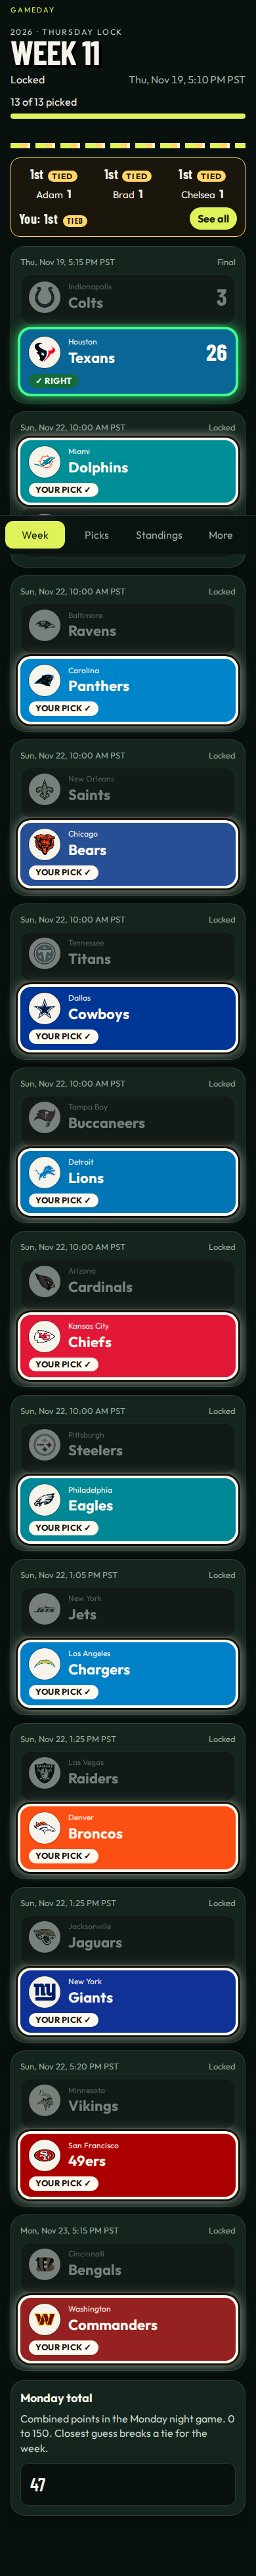 GAMEDAY
2026 · THURSDAY LOCK
WEEK 11
Locked Thu, Nov 19, 5:10 PM PST
13 of 13 picked
1st TIED 1st TIED 1st TIED
Adam 1 Brad 1 Chelsea 1
You: 1st TIED See all
Thu, Nov 19, 5:15 PM PST Final
Indianapolis
Colts 3
Houston
Texans 26
✓ RIGHT
Sun, Nov 22, 10:00 AM PST Locked
Miami
Dolphins
YOUR PICK ✓
Week Picks Standings More
Sun, Nov 22, 10:00 AM PST Locked
Baltimore
Ravens
Carolina
Panthers
YOUR PICK ✓
Sun, Nov 22, 10:00 AM PST Locked
New Orleans
Saints
Chicago
Bears
YOUR PICK ✓
Sun, Nov 22, 10:00 AM PST Locked
Tennessee
Titans
Dallas
Cowboys
YOUR PICK ✓
Sun, Nov 22, 10:00 AM PST Locked
Tampa Bay
Buccaneers
Detroit
Lions
YOUR PICK ✓
Sun, Nov 22, 10:00 AM PST Locked
Arizona
Cardinals
Kansas City
Chiefs
YOUR PICK ✓
Sun, Nov 22, 10:00 AM PST Locked
Pittsburgh
Steelers
Philadelphia
Eagles
YOUR PICK ✓
Sun, Nov 22, 1:05 PM PST Locked
New York
Jets
Los Angeles
Chargers
YOUR PICK ✓
Sun, Nov 22, 1:25 PM PST Locked
Las Vegas
Raiders
Denver
Broncos
YOUR PICK ✓
Sun, Nov 22, 1:25 PM PST Locked
Jacksonville
Jaguars
New York
Giants
YOUR PICK ✓
Sun, Nov 22, 5:20 PM PST Locked
Minnesota
Vikings
San Francisco
49ers
YOUR PICK ✓
Mon, Nov 23, 5:15 PM PST Locked
Cincinnati
Bengals
Washington
Commanders
YOUR PICK ✓
Monday total
Combined points in the Monday night game. 0
to 150. Closest guess breaks a tie for the
week.
47